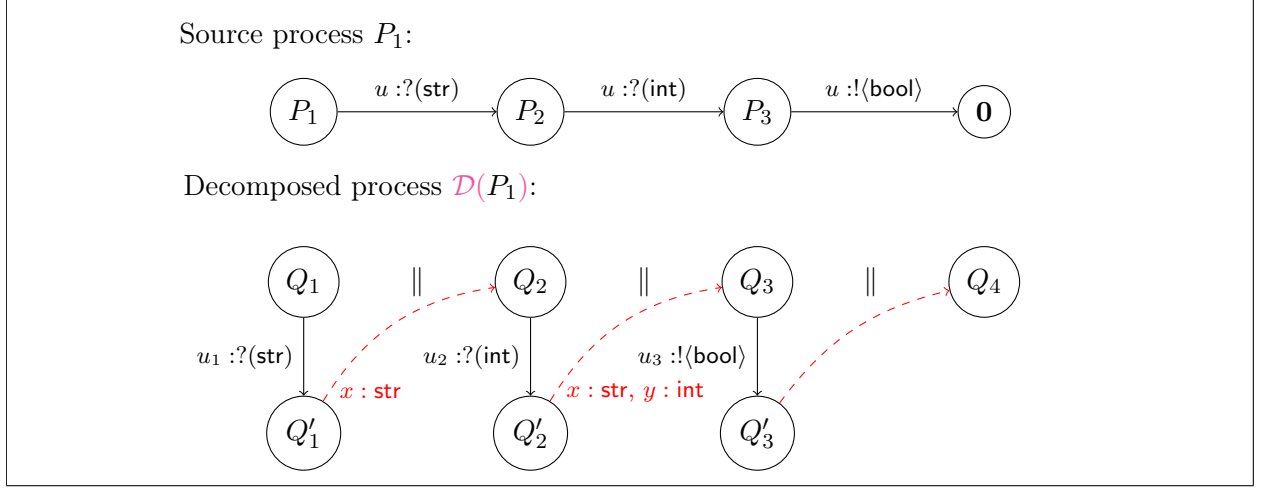 Source process P₁:
u :?(str) u :?(int) u :!⟨bool⟩
P₁ P₂ P₃ 0
Decomposed process 𝒟(P₁):
Q₁ ∥ Q₂ ∥ Q₃ ∥ Q₄
u₁ :?(str) u₂ :?(int) u₃ :!⟨bool⟩
x : str x : str, y : int
Q′₁ Q′₂ Q′₃